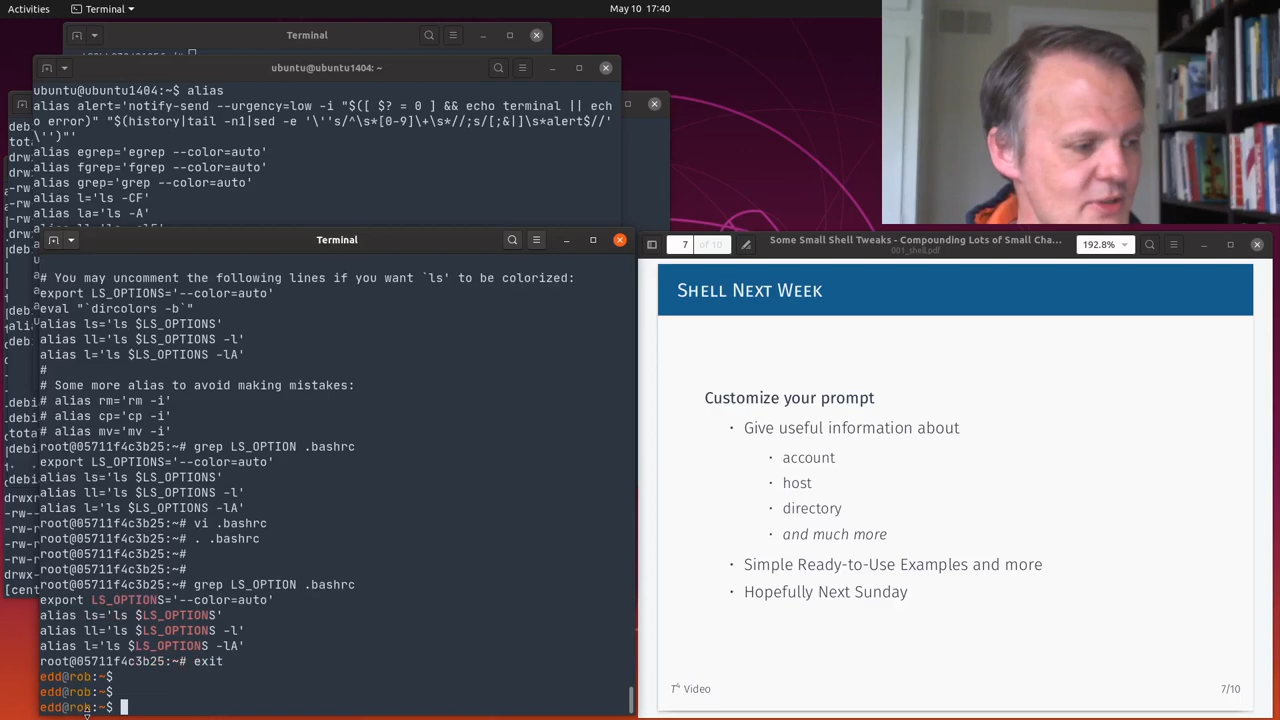 Activities
Terminal
May 10 17:40
Terminal
ubuntu@ubuntu1404: ~
ubuntu@ubuntu1404:~$ alias
alias alert='notify-send --urgency=low -i "$([ $? = 0 ] && echo terminal || ech
o error)" "$(history|tail -n1|sed -e '\''s/^\s*[0-9]\+\s*//;s/[;&|]\s*alert$//'
\'')"'
alias egrep='egrep --color=auto'
alias fgrep='fgrep --color=auto'
alias grep='grep --color=auto'
alias l='ls -CF'
alias la='ls -A'
Terminal
# You may uncomment the following lines if you want `ls' to be colorized:
export LS_OPTIONS='--color=auto'
eval "`dircolors -b`"
alias ls='ls $LS_OPTIONS'
alias ll='ls $LS_OPTIONS -l'
alias l='ls $LS_OPTIONS -lA'
#
# Some more alias to avoid making mistakes:
# alias rm='rm -i'
# alias cp='cp -i'
# alias mv='mv -i'
root@05711f4c3b25:~# grep LS_OPTION .bashrc
export LS_OPTIONS='--color=auto'
alias ls='ls $LS_OPTIONS'
alias ll='ls $LS_OPTIONS -l'
alias l='ls $LS_OPTIONS -lA'
root@05711f4c3b25:~# vi .bashrc
root@05711f4c3b25:~# . .bashrc
root@05711f4c3b25:~#
root@05711f4c3b25:~#
root@05711f4c3b25:~# grep LS_OPTION .bashrc
export LS_OPTIONS='--color=auto'
alias ls='ls $LS_OPTIONS'
alias ll='ls $LS_OPTIONS -l'
alias l='ls $LS_OPTIONS -lA'
root@05711f4c3b25:~# exit
edd@rob:~$
edd@rob:~$
edd@rob:~$
7 of 10
Some Small Shell Tweaks - Compounding Lots of Small Cha...
001_shell.pdf
192.8%
Shell Next Week
Customize your prompt
· Give useful information about
· account
· host
· directory
· and much more
· Simple Ready-to-Use Examples and more
· Hopefully Next Sunday
T⁴ Video
7/10